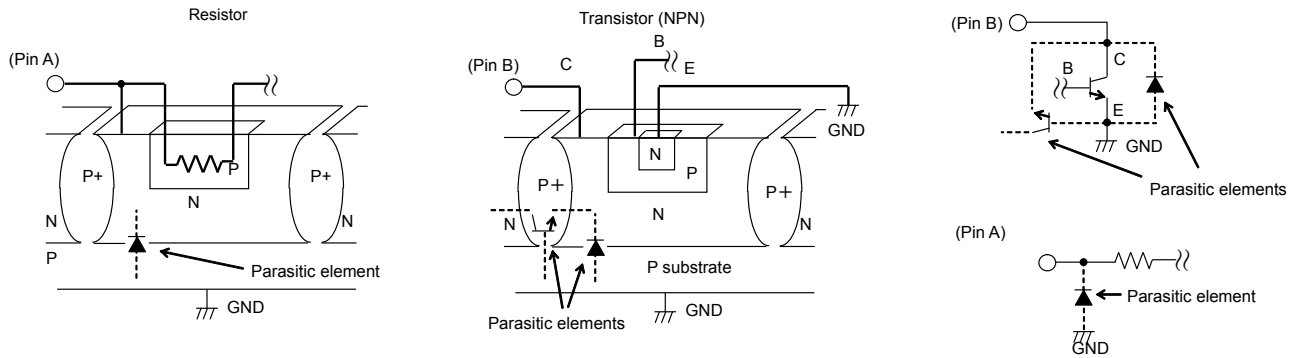 Resistor
(Pin A)
P+
P
P+
N
N
N
P
Parasitic element
GND
Transistor (NPN)
B
(Pin B)
C
E
GND
N
P+
P
P+
N
N
N
P substrate
GND
Parasitic elements
(Pin B)
C
B
E
GND
Parasitic elements
(Pin A)
Parasitic element
GND